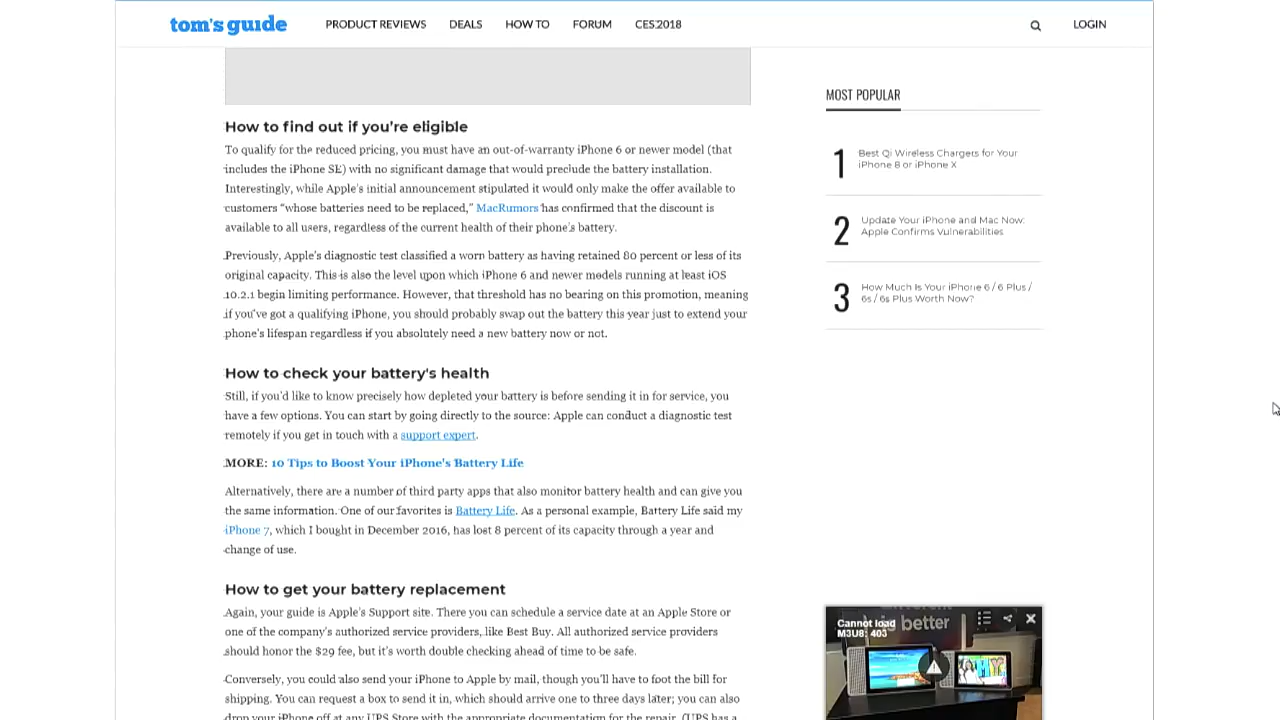 tom's guide
PRODUCT REVIEWS DEALS HOW TO FORUM CES2018
LOGIN
How to find out if you're eligible
To qualify for the reduced pricing, you must have an out-of-warranty iPhone 6 or newer model (that
includes the iPhone SE) with no significant damage that would preclude the battery installation.
Interestingly, while Apple's initial announcement stipulated it would only make the offer available to
customers "whose batteries need to be replaced," MacRumors has confirmed that the discount is
available to all users, regardless of the current health of their phone's battery.
Previously, Apple's diagnostic test classified a worn battery as having retained 80 percent or less of its
original capacity. This is also the level upon which iPhone 6 and newer models running at least iOS
10.2.1 begin limiting performance. However, that threshold has no bearing on this promotion, meaning
if you've got a qualifying iPhone, you should probably swap out the battery this year just to extend your
phone's lifespan regardless if you absolutely need a new battery now or not.
How to check your battery's health
Still, if you'd like to know precisely how depleted your battery is before sending it in for service, you
have a few options. You can start by going directly to the source: Apple can conduct a diagnostic test
remotely if you get in touch with a support expert.
MORE: 10 Tips to Boost Your iPhone's Battery Life
Alternatively, there are a number of third party apps that also monitor battery health and can give you
the same information. One of our favorites is Battery Life. As a personal example, Battery Life said my
iPhone 7, which I bought in December 2016, has lost 8 percent of its capacity through a year and
change of use.
How to get your battery replacement
Again, your guide is Apple's Support site. There you can schedule a service date at an Apple Store or
one of the company's authorized service providers, like Best Buy. All authorized service providers
should honor the $29 fee, but it's worth double checking ahead of time to be safe.
Conversely, you could also send your iPhone to Apple by mail, though you'll have to foot the bill for
shipping. You can request a box to send it in, which should arrive one to three days later; you can also
drop your iPhone off at any UPS Store with the appropriate documentation for the repair. (UPS has a
MOST POPULAR
1 Best Qi Wireless Chargers for Your
iPhone 8 or iPhone X
2 Update Your iPhone and Mac Now:
Apple Confirms Vulnerabilities
3 How Much Is Your iPhone 6 / 6 Plus /
6s / 6s Plus Worth Now?
better
Cannot load
M3U8: 403